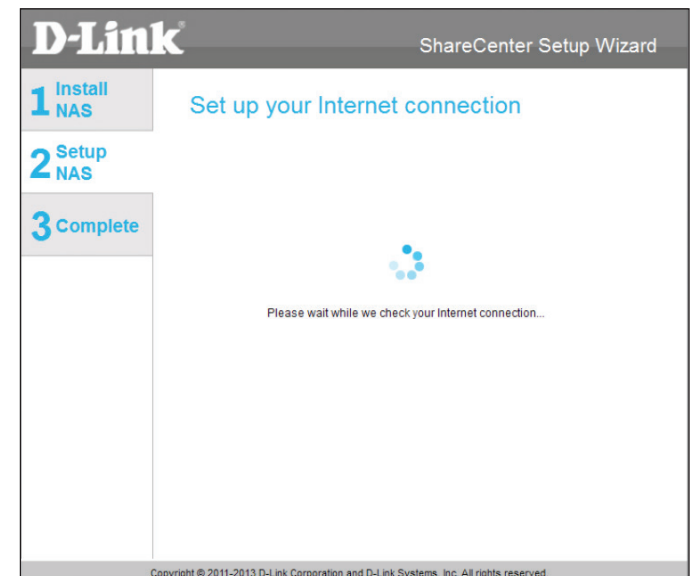 D-Link
ShareCenter Setup Wizard
1 Install
NAS
Set up your Internet connection
2 Setup
NAS
3 Complete
Please wait while we check your Internet connection...
Copyright © 2011-2013 D-Link Corporation and D-Link Systems, Inc. All rights reserved.